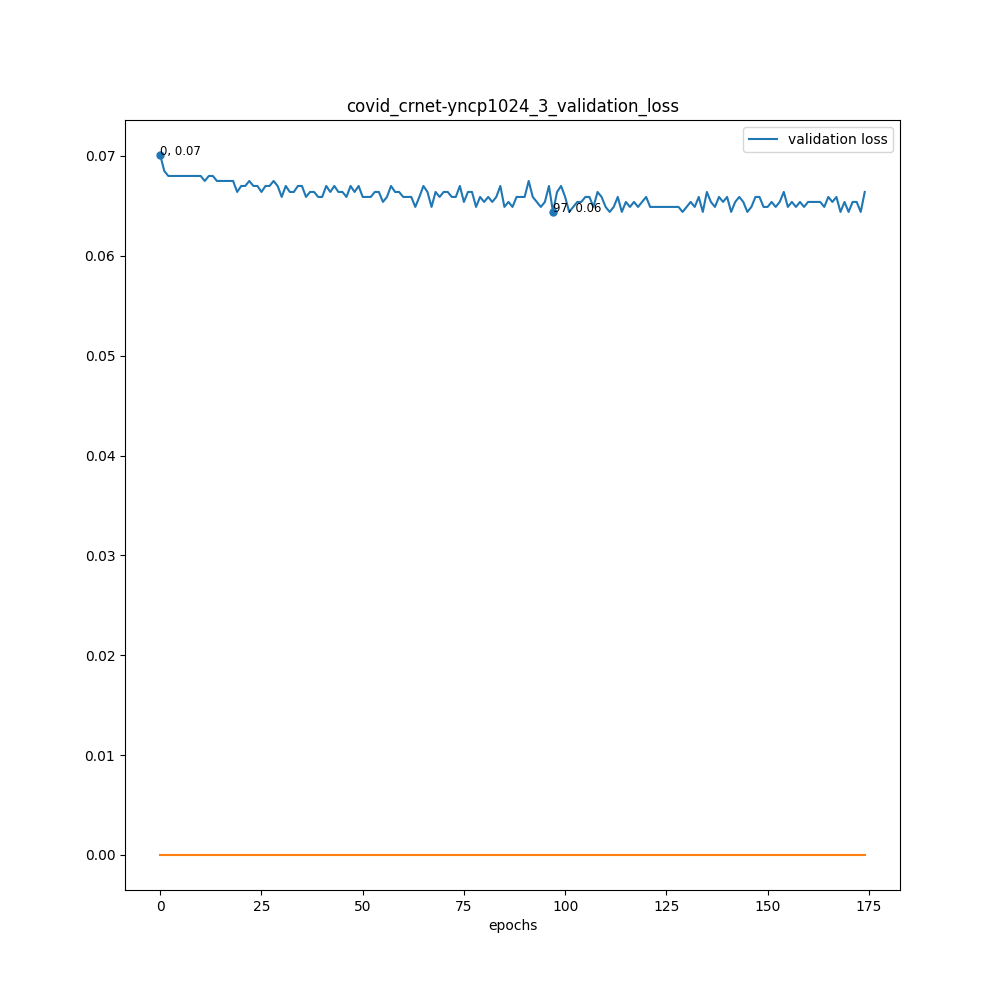 covid_crnet-yncp1024_3_validation_loss
validation loss
0.07
0, 0.07
97, 0.06
0.06
0.05
0.04
0.03
0.02
0.01
0.00
0 25 50 75 100 125 150 175
epochs